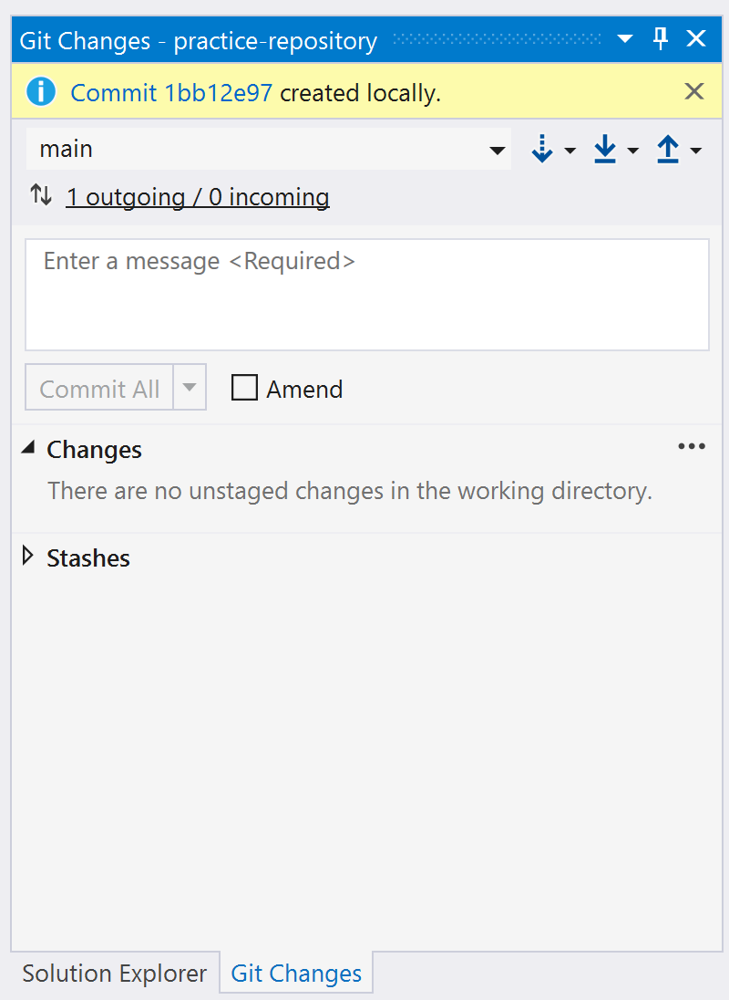 Git Changes - practice-repository
Commit 1bb12e97 created locally.
main
1 outgoing / 0 incoming
Enter a message <Required>
Commit All
Amend
Changes
There are no unstaged changes in the working directory.
Stashes
Solution Explorer
Git Changes